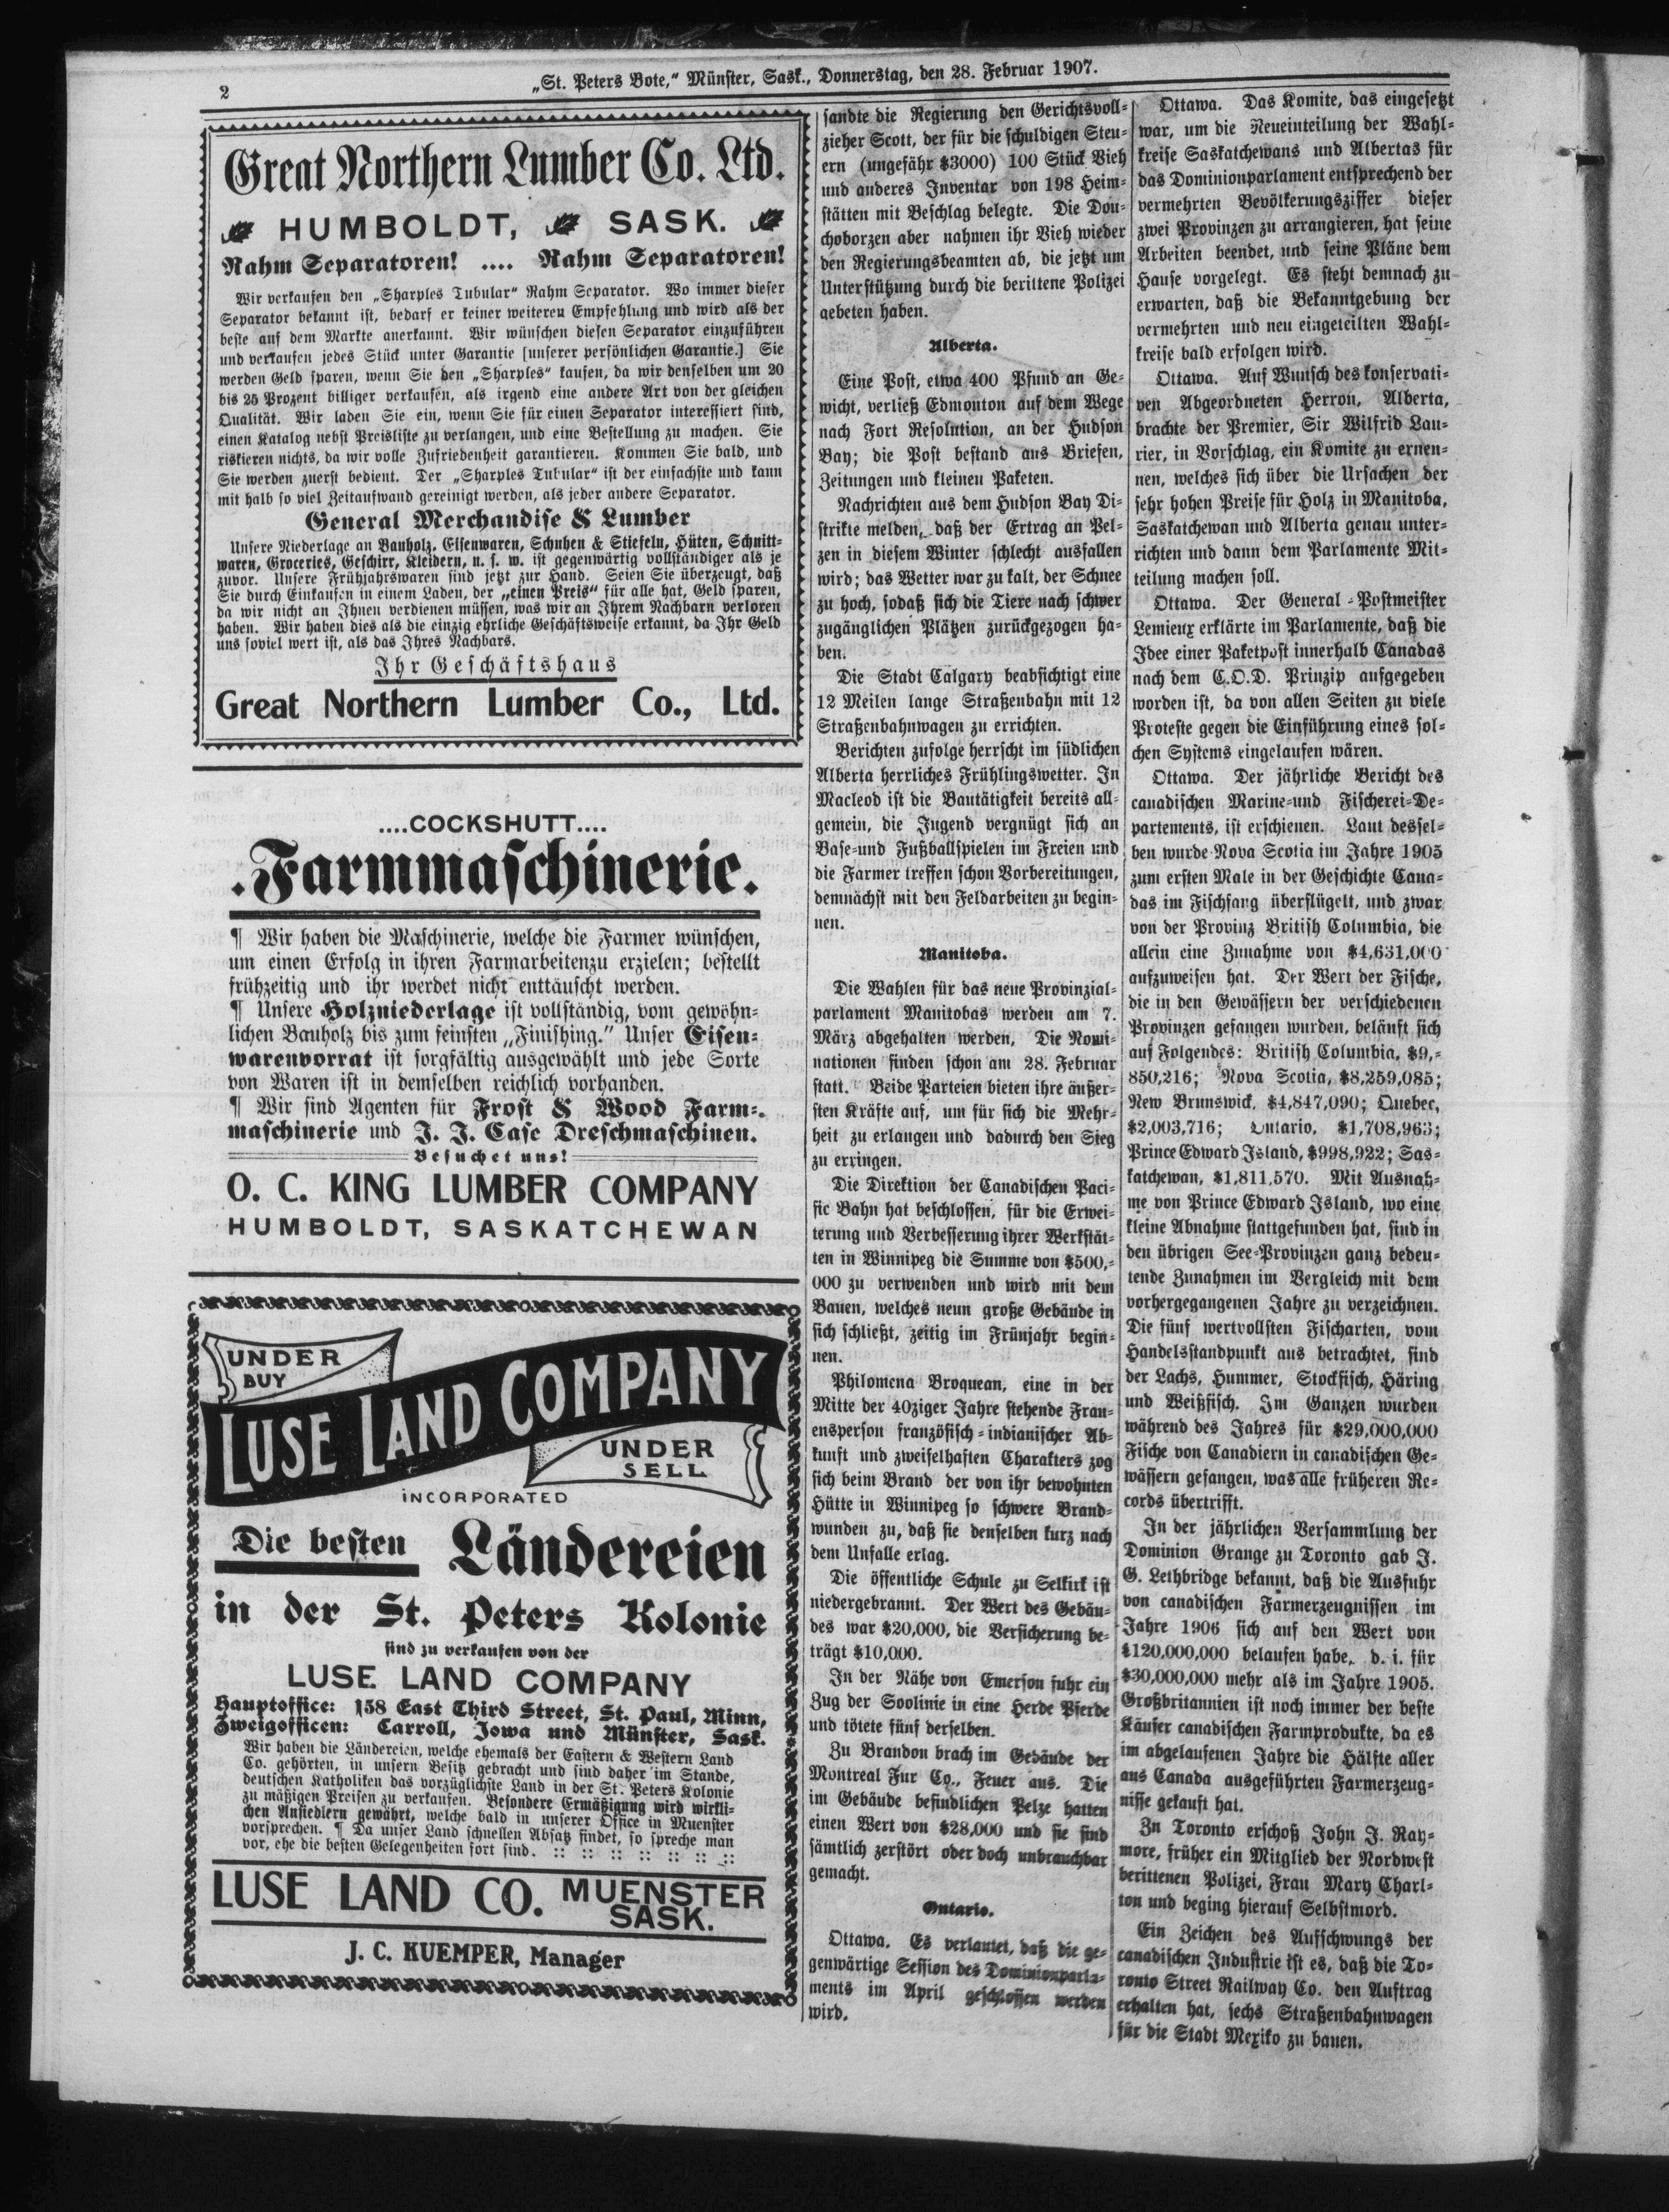 2
„St. Peters Bote,“ Münster, Sask., Donnerstag, den 28. Februar 1907.
Great Northern Lumber Co. Ltd.
HUMBOLDT, SASK.
Rahm Separatoren! .... Rahm Separatoren!
Wir verkaufen den „Sharples Tubular“ Rahm Separator. Wo immer dieser
Separator bekannt ist, bedarf er keiner weiteren Empfehlung und wird als der
beste auf dem Markte anerkannt. Wir wünschen diesen Separator einzuführen
und verkaufen jedes Stück unter Garantie [unserer persönlichen Garantie.] Sie
werden Geld sparen, wenn Sie den „Sharples“ kaufen, da wir denselben um 20
bis 25 Prozent billiger verkaufen, als irgend eine andere Art von der gleichen
Qualität. Wir laden Sie ein, wenn Sie für einen Separator interessiert sind,
einen Katalog nebst Preisliste zu verlangen, und eine Bestellung zu machen. Sie
riskieren nichts, da wir volle Zufriedenheit garantieren. Kommen Sie bald, und
Sie werden zuerst bedient. Der „Sharples Tubular“ ist der einfachste und kann
mit halb so viel Zeitaufwand gereinigt werden, als jeder andere Separator.
General Merchandise & Lumber
Unsere Niederlage an Bauholz, Eisenwaren, Schuhen & Stiefeln, Hüten, Schnitt-
waren, Groceries, Geschirr, Kleidern, u. s. w. ist gegenwärtig vollständiger als je
zuvor. Unsere Frühjahrswaren sind jetzt zur Hand. Seien Sie überzeugt, daß
Sie durch Einkaufen in einem Laden, der „einen Preis“ für alle hat, Geld sparen,
da wir nicht an Ihnen verdienen müssen, was wir an Ihrem Nachbarn verloren
haben. Wir haben dies als die einzig ehrliche Geschäftsweise erkannt, da Ihr Geld
uns soviel wert ist, als das Ihres Nachbars.
Ihr Geschäftshaus
Great Northern Lumber Co., Ltd.
....COCKSHUTT....
.Farmmaschinerie.
¶ Wir haben die Maschinerie, welche die Farmer wünschen,
um einen Erfolg in ihren Farmarbeitenzu erzielen; bestellt
frühzeitig und ihr werdet nicht enttäuscht werden.
¶ Unsere Holzniederlage ist vollständig, vom gewöhn-
lichen Bauholz bis zum feinsten „Finishing.“ Unser Eisen-
warenvorrat ist sorgfältig ausgewählt und jede Sorte
von Waren ist in demselben reichlich vorhanden.
¶ Wir sind Agenten für Frost & Wood Farm-
maschinerie und J. J. Case Dreschmaschinen.
Besuchet uns!
O. C. KING LUMBER COMPANY
HUMBOLDT, SASKATCHEWAN
UNDER
BUY
LUSE LAND COMPANY
UNDER
SELL
INCORPORATED
Die besten Ländereien
in der St. Peters Kolonie
sind zu verkaufen von der
LUSE LAND COMPANY
Hauptoffice: 158 East Third Street, St. Paul, Minn,
Zweigofficen: Carroll, Iowa und Münster, Sask.
Wir haben die Ländereien, welche ehemals der Eastern & Western Land
Co. gehörten, in unsern Besitz gebracht und sind daher im Stande,
deutschen Katholiken das vorzüglichste Land in der St. Peters Kolonie
zu mäßigen Preisen zu verkaufen. Besondere Ermäßigung wird wirkli-
chen Ansiedlern gewährt, welche bald in unserer Office in Muenster
vorsprechen. ¶ Da unser Land schnellen Absatz findet, so spreche man
vor, ehe die besten Gelegenheiten fort sind. :: :: :: :: :: :: ::
LUSE LAND CO. MUENSTER
SASK.
J. C. KUEMPER, Manager
sandte die Regierung den Gerichtsvoll-
zieher Scott, der für die schuldigen Steu-
ern (ungefähr $3000) 100 Stück Vieh
und anderes Inventar von 198 Heim-
stätten mit Beschlag belegte. Die Dou-
choborzen aber nahmen ihr Vieh wieder
den Regierungsbeamten ab, die jetzt um
Unterstützung durch die berittene Polizei
gebeten haben.
Alberta.
Eine Post, etwa 400 Pfund an Ge-
wicht, verließ Edmonton auf dem Wege
nach Fort Resolution, an der Hudson
Bay; die Post bestand aus Briefen,
Zeitungen und kleinen Paketen.
Nachrichten aus dem Hudson Bay Di-
strikte melden, daß der Ertrag an Pel-
zen in diesem Winter schlecht ausfallen
wird; das Wetter war zu kalt, der Schnee
zu hoch, sodaß sich die Tiere nach schwer
zugänglichen Plätzen zurückgezogen ha-
ben.
Die Stadt Calgary beabsichtigt eine
12 Meilen lange Straßenbahn mit 12
Straßenbahnwagen zu errichten.
Berichten zufolge herrscht im südlichen
Alberta herrliches Frühlingswetter. In
Macleod ist die Bautätigkeit bereits all-
gemein, die Jugend vergnügt sich an
Base-und Fußballspielen im Freien und
die Farmer treffen schon Vorbereitungen,
demnächst mit den Feldarbeiten zu begin-
nen.
Manitoba.
Die Wahlen für das neue Provinzial-
parlament Manitobas werden am 7.
März abgehalten werden. Die Nomi-
nationen finden schon am 28. Februar
statt. Beide Parteien bieten ihre äußer-
sten Kräfte auf, um für sich die Mehr-
heit zu erlangen und dadurch den Sieg
zu erringen.
Die Direktion der Canadischen Paci-
fic Bahn hat beschlossen, für die Erwei-
terung und Verbesserung ihrer Werkstät-
ten in Winnipeg die Summe von $500,-
000 zu verwenden und wird mit dem
Bauen, welches neun große Gebäude in
sich schließt, zeitig im Frünjahr begin-
nen.
Philomena Broquean, eine in der
Mitte der 40ziger Jahre stehende Frau-
ensperson französisch-indianischer Ab-
kunft und zweifelhaften Charakters zog
sich beim Brand der von ihr bewohnten
Hütte in Winnipeg so schwere Brand-
wunden zu, daß sie denselben kurz nach
dem Unfalle erlag.
Die öffentliche Schule zu Selkirk ist
niedergebrannt. Der Wert des Gebäu-
des war $20,000, die Versicherung be-
trägt $10,000.
In der Nähe von Emerson fuhr ein
Zug der Soolinie in eine Herde Pferde
und tötete fünf derselben.
Zu Brandon brach im Gebäude der
Montreal Fur Co., Feuer aus. Die
im Gebäude befindlichen Pelze hatten
einen Wert von $28,000 und sie sind
sämtlich zerstört oder doch unbrauchbar
gemacht.
Ontario.
Ottawa. Es verlautet, daß die ge-
genwärtige Session des Dominionparla-
ments im April geschlossen werden
wird.
Ottawa. Das Komite, das eingesetzt
war, um die Neueinteilung der Wahl-
kreise Saskatchewans und Albertas für
das Dominionparlament entsprechend der
vermehrten Bevölkerungsziffer dieser
zwei Provinzen zu arrangieren, hat seine
Arbeiten beendet, und seine Pläne dem
Hause vorgelegt. Es steht demnach zu
erwarten, daß die Bekanntgebung der
vermehrten und neu eingeteilten Wahl-
kreise bald erfolgen wird.
Ottawa. Auf Wunsch des konservati-
ven Abgeordneten Herron, Alberta,
brachte der Premier, Sir Wilfrid Lau-
rier, in Vorschlag, ein Komite zu ernen-
nen, welches sich über die Ursachen der
sehr hohen Preise für Holz in Manitoba,
Saskatchewan und Alberta genau unter-
richten und dann dem Parlamente Mit-
teilung machen soll.
Ottawa. Der General-Postmeister
Lemieux erklärte im Parlamente, daß die
Idee einer Paketpost innerhalb Canadas
nach dem C.O.D. Prinzip aufgegeben
worden ist, da von allen Seiten zu viele
Proteste gegen die Einführung eines sol-
chen Systems eingelaufen wären.
Ottawa. Der jährliche Bericht des
canadischen Marine-und Fischerei-De-
partements, ist erschienen. Laut dessel-
ben wurde Nova Scotia im Jahre 1905
zum ersten Male in der Geschichte Cana-
das im Fischfang überflügelt, und zwar
von der Provinz British Columbia, die
allein eine Zunahme von $4,631,000
aufzuweisen hat. Der Wert der Fische,
die in den Gewässern der verschiedenen
Provinzen gefangen wurden, beläuft sich
auf Folgendes: British Columbia, $9,-
850,216; Nova Scotia, $8,259,085;
New Brunswick, $4,847,090; Quebec,
$2,003,716; Ontario, $1,708,963;
Prince Edward Island, $998,922; Sas-
katchewan, $1,811,570. Mit Ausnah-
me von Prince Edward Island, wo eine
kleine Abnahme stattgefunden hat, sind in
den übrigen See-Provinzen ganz bedeu-
tende Zunahmen im Vergleich mit dem
vorhergegangenen Jahre zu verzeichnen.
Die fünf wertvollsten Fischarten, vom
Handelsstandpunkt aus betrachtet, sind
der Lachs, Hummer, Stockfisch, Häring
und Weißfisch. Im Ganzen wurden
während des Jahres für $29,000,000
Fische von Canadiern in canadischen Ge-
wässern gefangen, was alle früheren Re-
cords übertrifft.
In der jährlichen Versammlung der
Dominion Grange zu Toronto gab J.
G. Lethbridge bekannt, daß die Ausfuhr
von canadischen Farmerzeugnissen im
Jahre 1906 sich auf den Wert von
$120,000,000 belaufen habe, d. i. für
$30,000,000 mehr als im Jahre 1905.
Großbritannien ist noch immer der beste
Käufer canadischen Farmprodukte, da es
im abgelaufenen Jahre die Hälfte aller
aus Canada ausgeführten Farmerzeug-
nisse gekauft hat.
Zu Toronto erschoß John J. Ray-
more, früher ein Mitglied der Nordwest
berittenen Polizei, Frau Mary Charl-
ton und beging hierauf Selbstmord.
Ein Zeichen des Aufschwungs der
canadischen Industrie ist es, daß die To-
ronto Street Railway Co. den Auftrag
erhalten hat, sechs Straßenbahnwagen
für die Stadt Mexiko zu bauen.